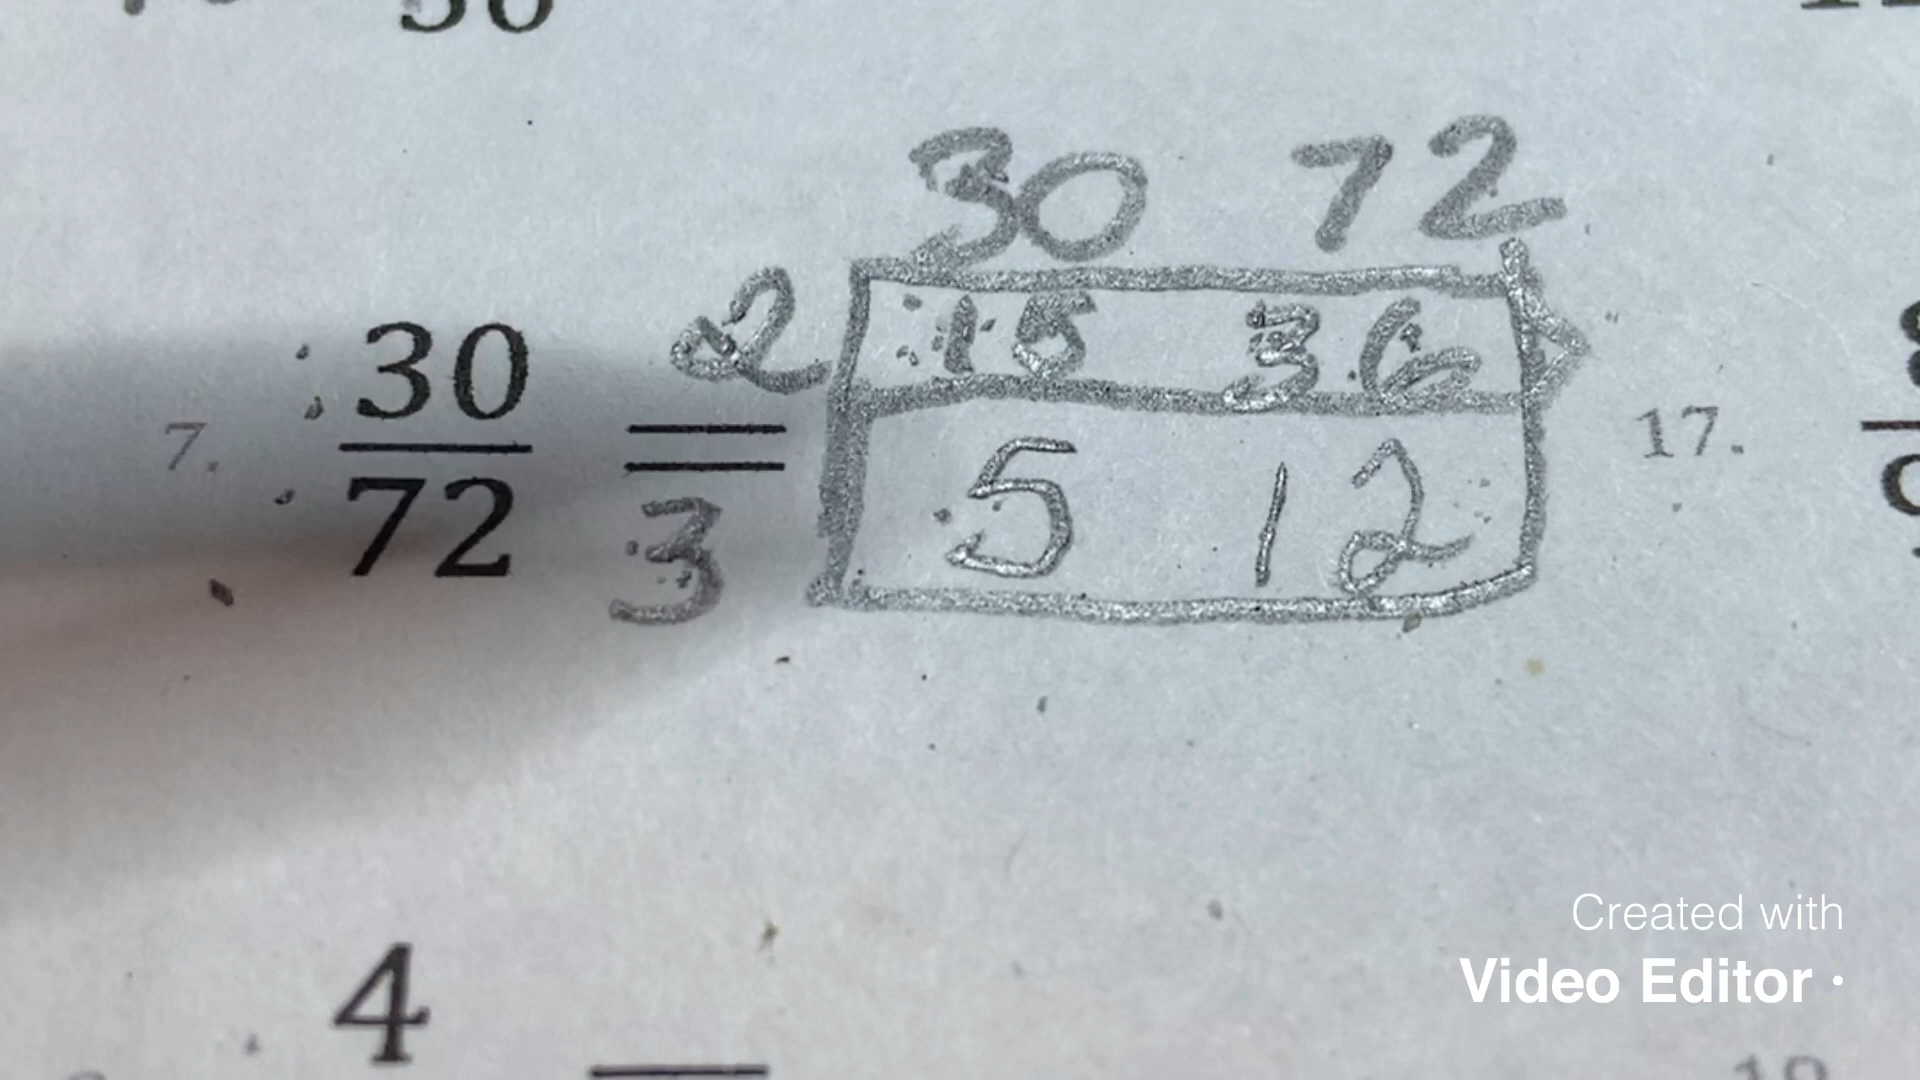 30 72
2 15 36
7. 30/72 = 17.
3 5 12
4
Created with
Video Editor